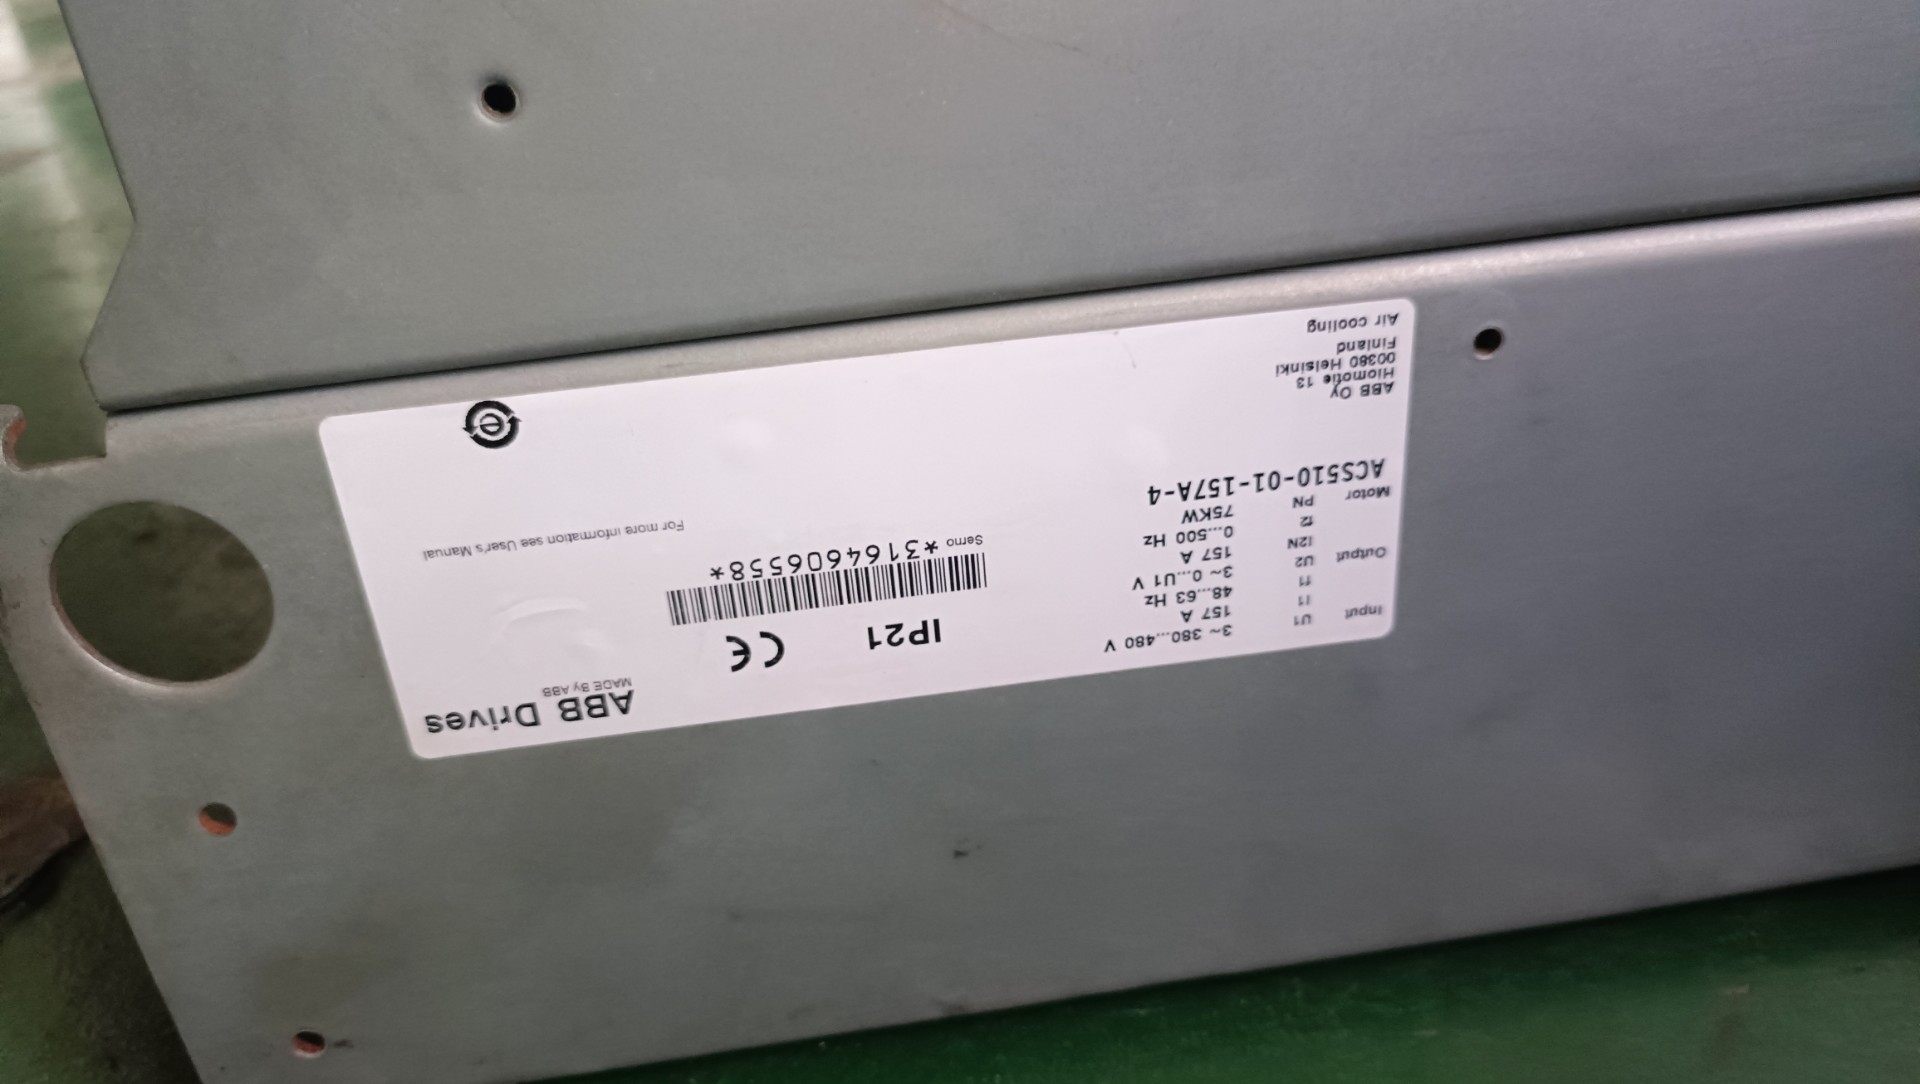 ABB Drives
MADE By ABB
IP21
CE
Input U1 3~ 380...480 V
I1 157 A
f1 48...63 Hz
Output U2 3~ 0...U1 V
I2N 157 A
f2 0...500 Hz
Motor PN 75KW
ACS510-01-157A-4
Serno *3164606558*
For more information see User's Manual
ABB Oy
Hiomotie 13
00380 Helsinki
Finland
Air cooling
e